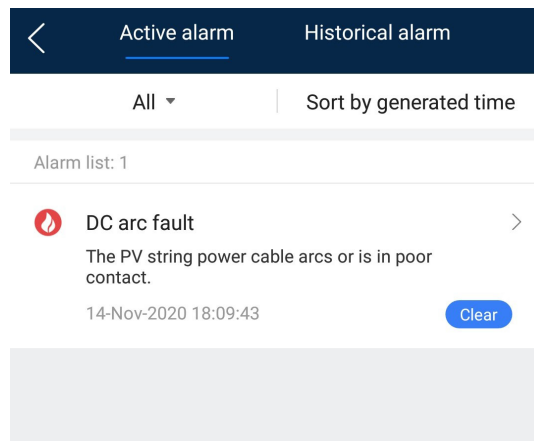 Active alarm Historical alarm
All Sort by generated time
Alarm list: 1
DC arc fault
The PV string power cable arcs or is in poor
contact.
14-Nov-2020 18:09:43 Clear